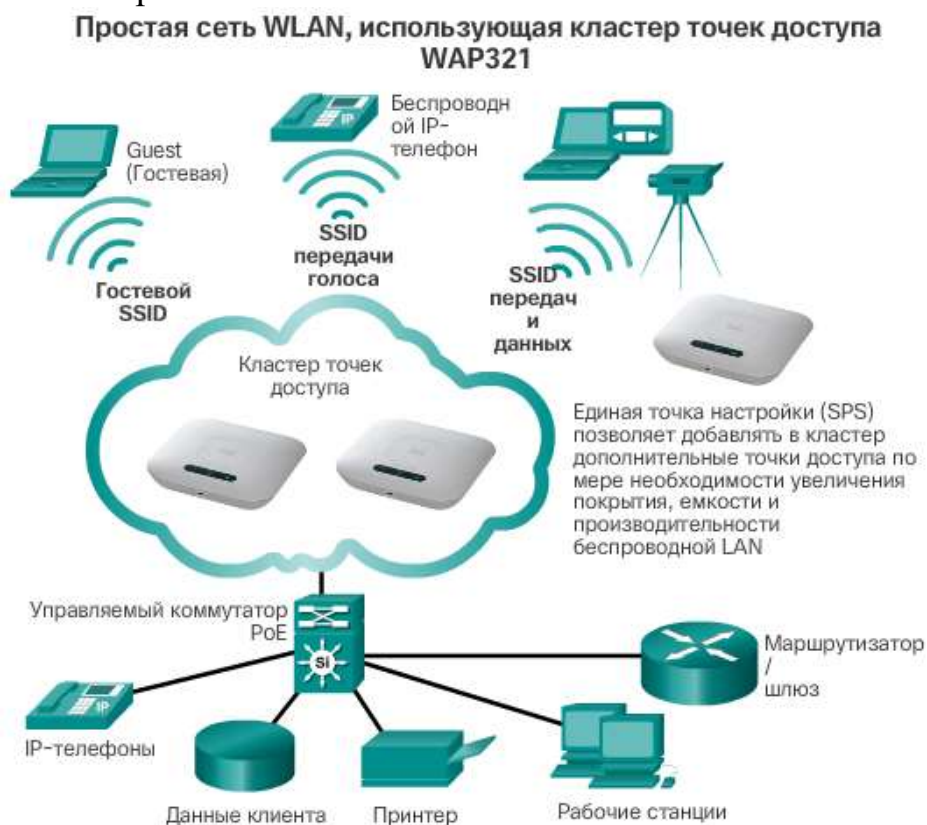 Простая сеть WLAN, использующая кластер точек доступа
WAP321
Guest
(Гостевая)
IP
Беспроводн
ой IP-
телефон
Гостевой
SSID
SSID
передачи
голоса
SSID
передач
и
данных
Кластер точек
доступа
Единая точка настройки (SPS)
позволяет добавлять в кластер
дополнительные точки доступа по
мере необходимости увеличения
покрытия, емкости и
производительности
беспроводной LAN
Управляемый коммутатор
PoE
Si
Маршрутизатор
/
шлюз
IP
IP-телефоны
Данные клиента
Принтер
Рабочие станции